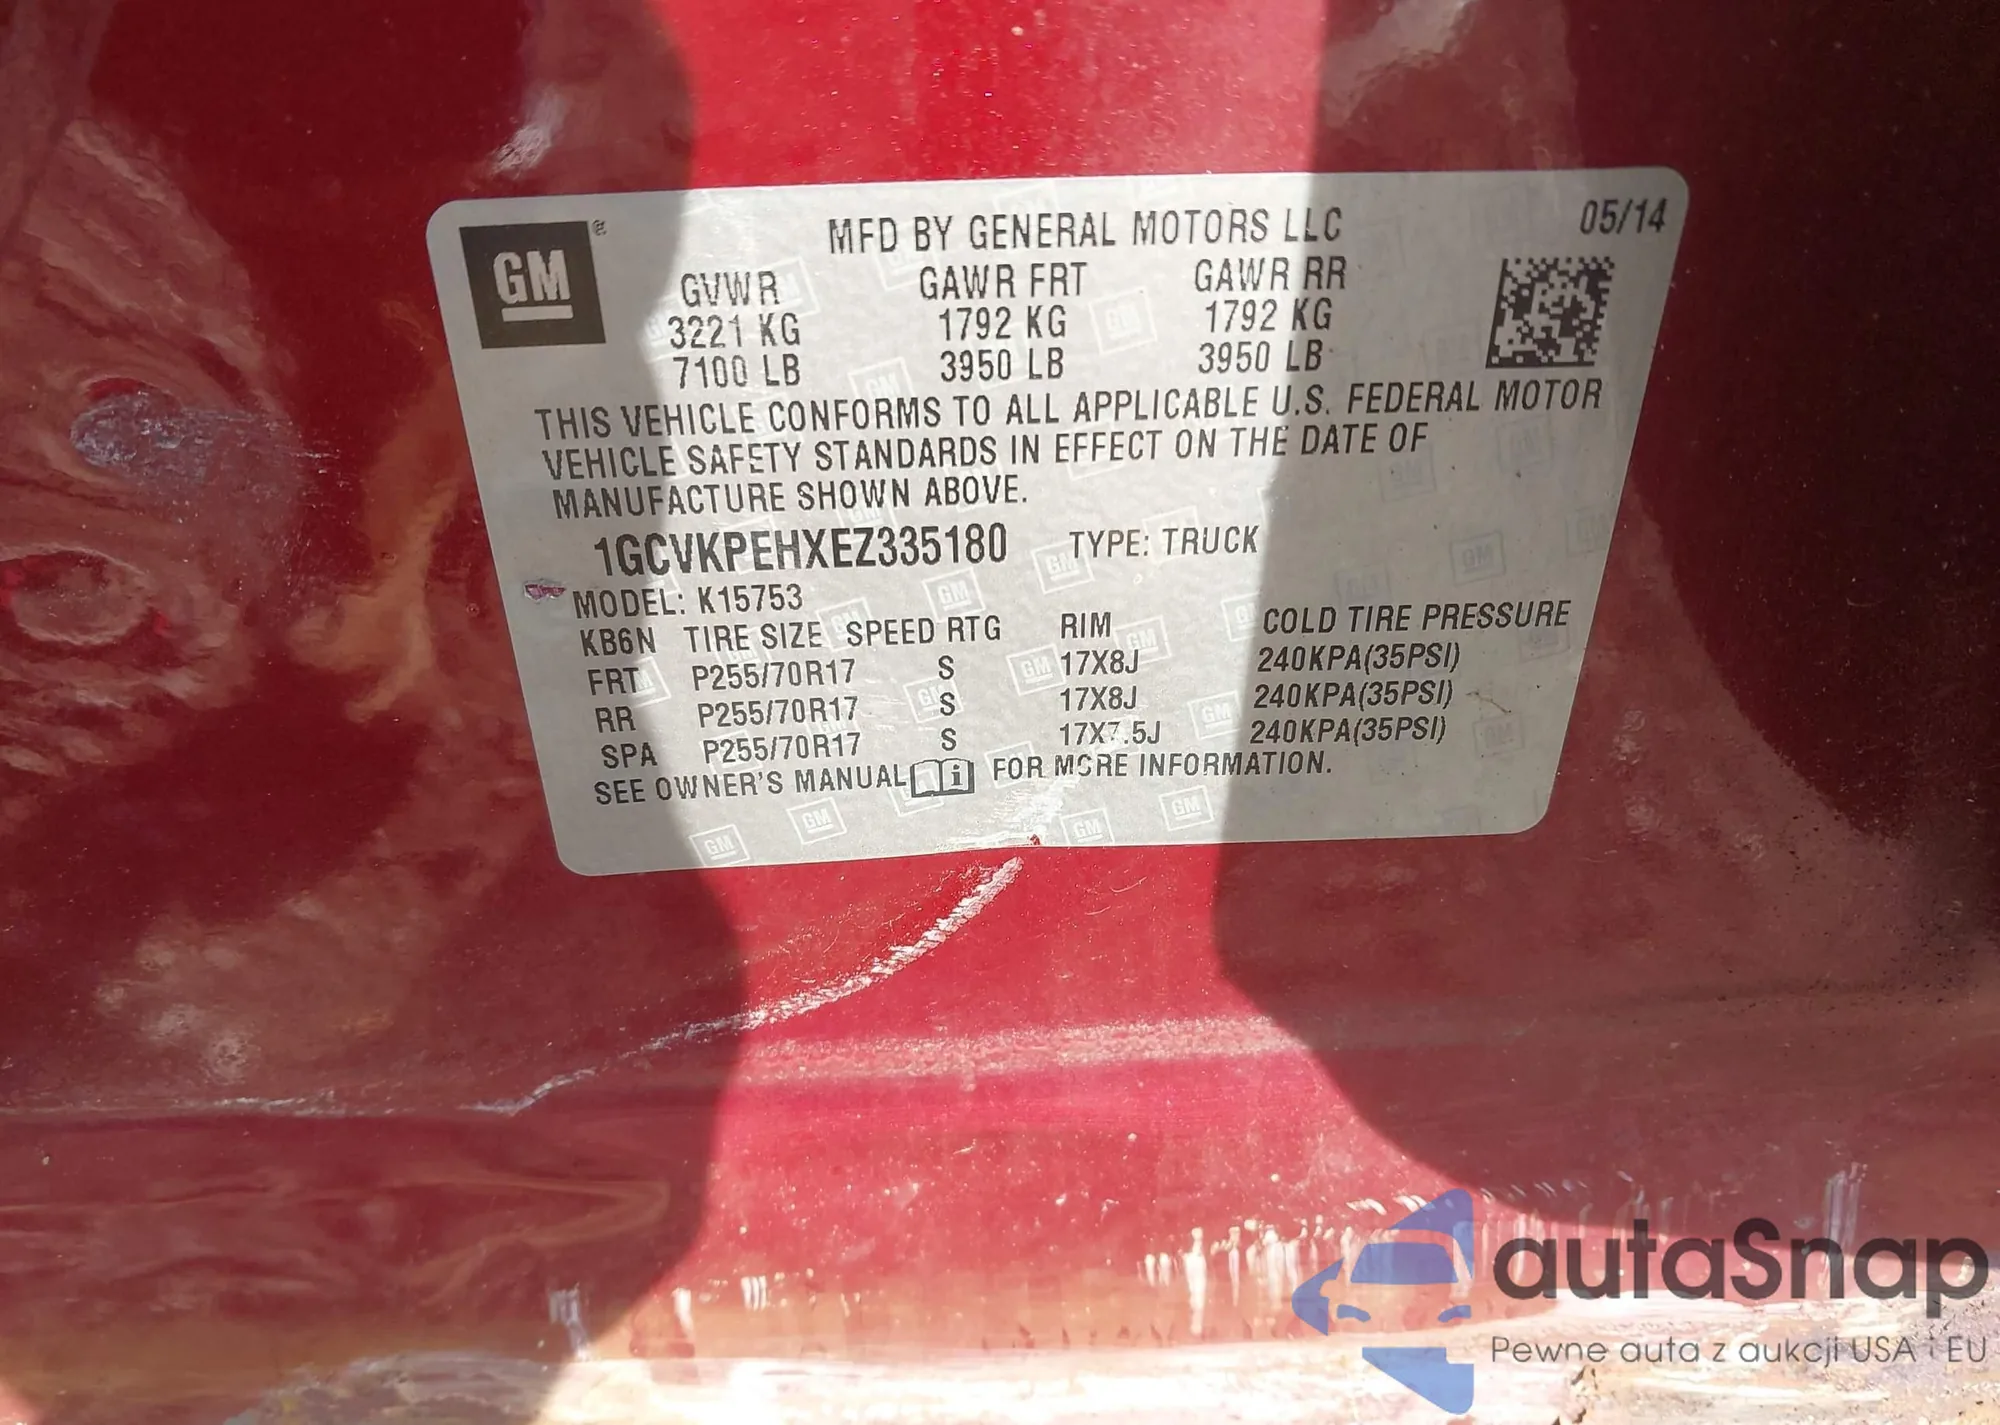 GM®
MFD BY GENERAL MOTORS LLC 05/14
GVWR GAWR FRT GAWR RR
3221 KG 1792 KG 1792 KG
7100 LB 3950 LB 3950 LB
THIS VEHICLE CONFORMS TO ALL APPLICABLE U.S. FEDERAL MOTOR
VEHICLE SAFETY STANDARDS IN EFFECT ON THE DATE OF
MANUFACTURE SHOWN ABOVE.
1GCVKPEHXEZ335180 TYPE: TRUCK
MODEL: K15753
KB6N TIRE SIZE SPEED RTG RIM COLD TIRE PRESSURE
FRT P255/70R17 S 17X8J 240KPA(35PSI)
RR P255/70R17 S 17X8J 240KPA(35PSI)
SPA P255/70R17 S 17X7.5J 240KPA(35PSI)
SEE OWNER'S MANUAL FOR MORE INFORMATION.
autaSnap
Pewne auta z aukcji USA i EU